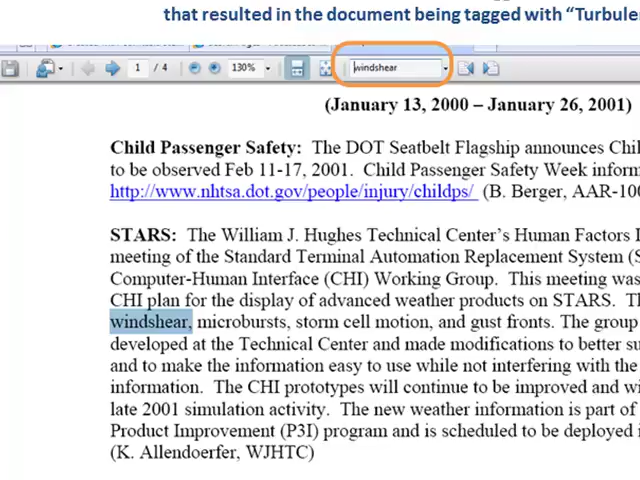 that resulted in the document being tagged with “Turbule
1 / 4 130% windshear
(January 13, 2000 – January 26, 2001)
Child Passenger Safety: The DOT Seatbelt Flagship announces Chil
to be observed Feb 11-17, 2001. Child Passenger Safety Week inform
http://www.nhtsa.dot.gov/people/injury/childps/ (B. Berger, AAR-100
STARS: The William J. Hughes Technical Center’s Human Factors
meeting of the Standard Terminal Automation Replacement System (S
Computer-Human Interface (CHI) Working Group. This meeting was
CHI plan for the display of advanced weather products on STARS. T
windshear, microbursts, storm cell motion, and gust fronts. The group
developed at the Technical Center and made modifications to better su
and to make the information easy to use while not interfering with the
information. The CHI prototypes will continue to be improved and wi
late 2001 simulation activity. The new weather information is part of
Product Improvement (P3I) program and is scheduled to be deployed i
(K. Allendoerfer, WJHTC)